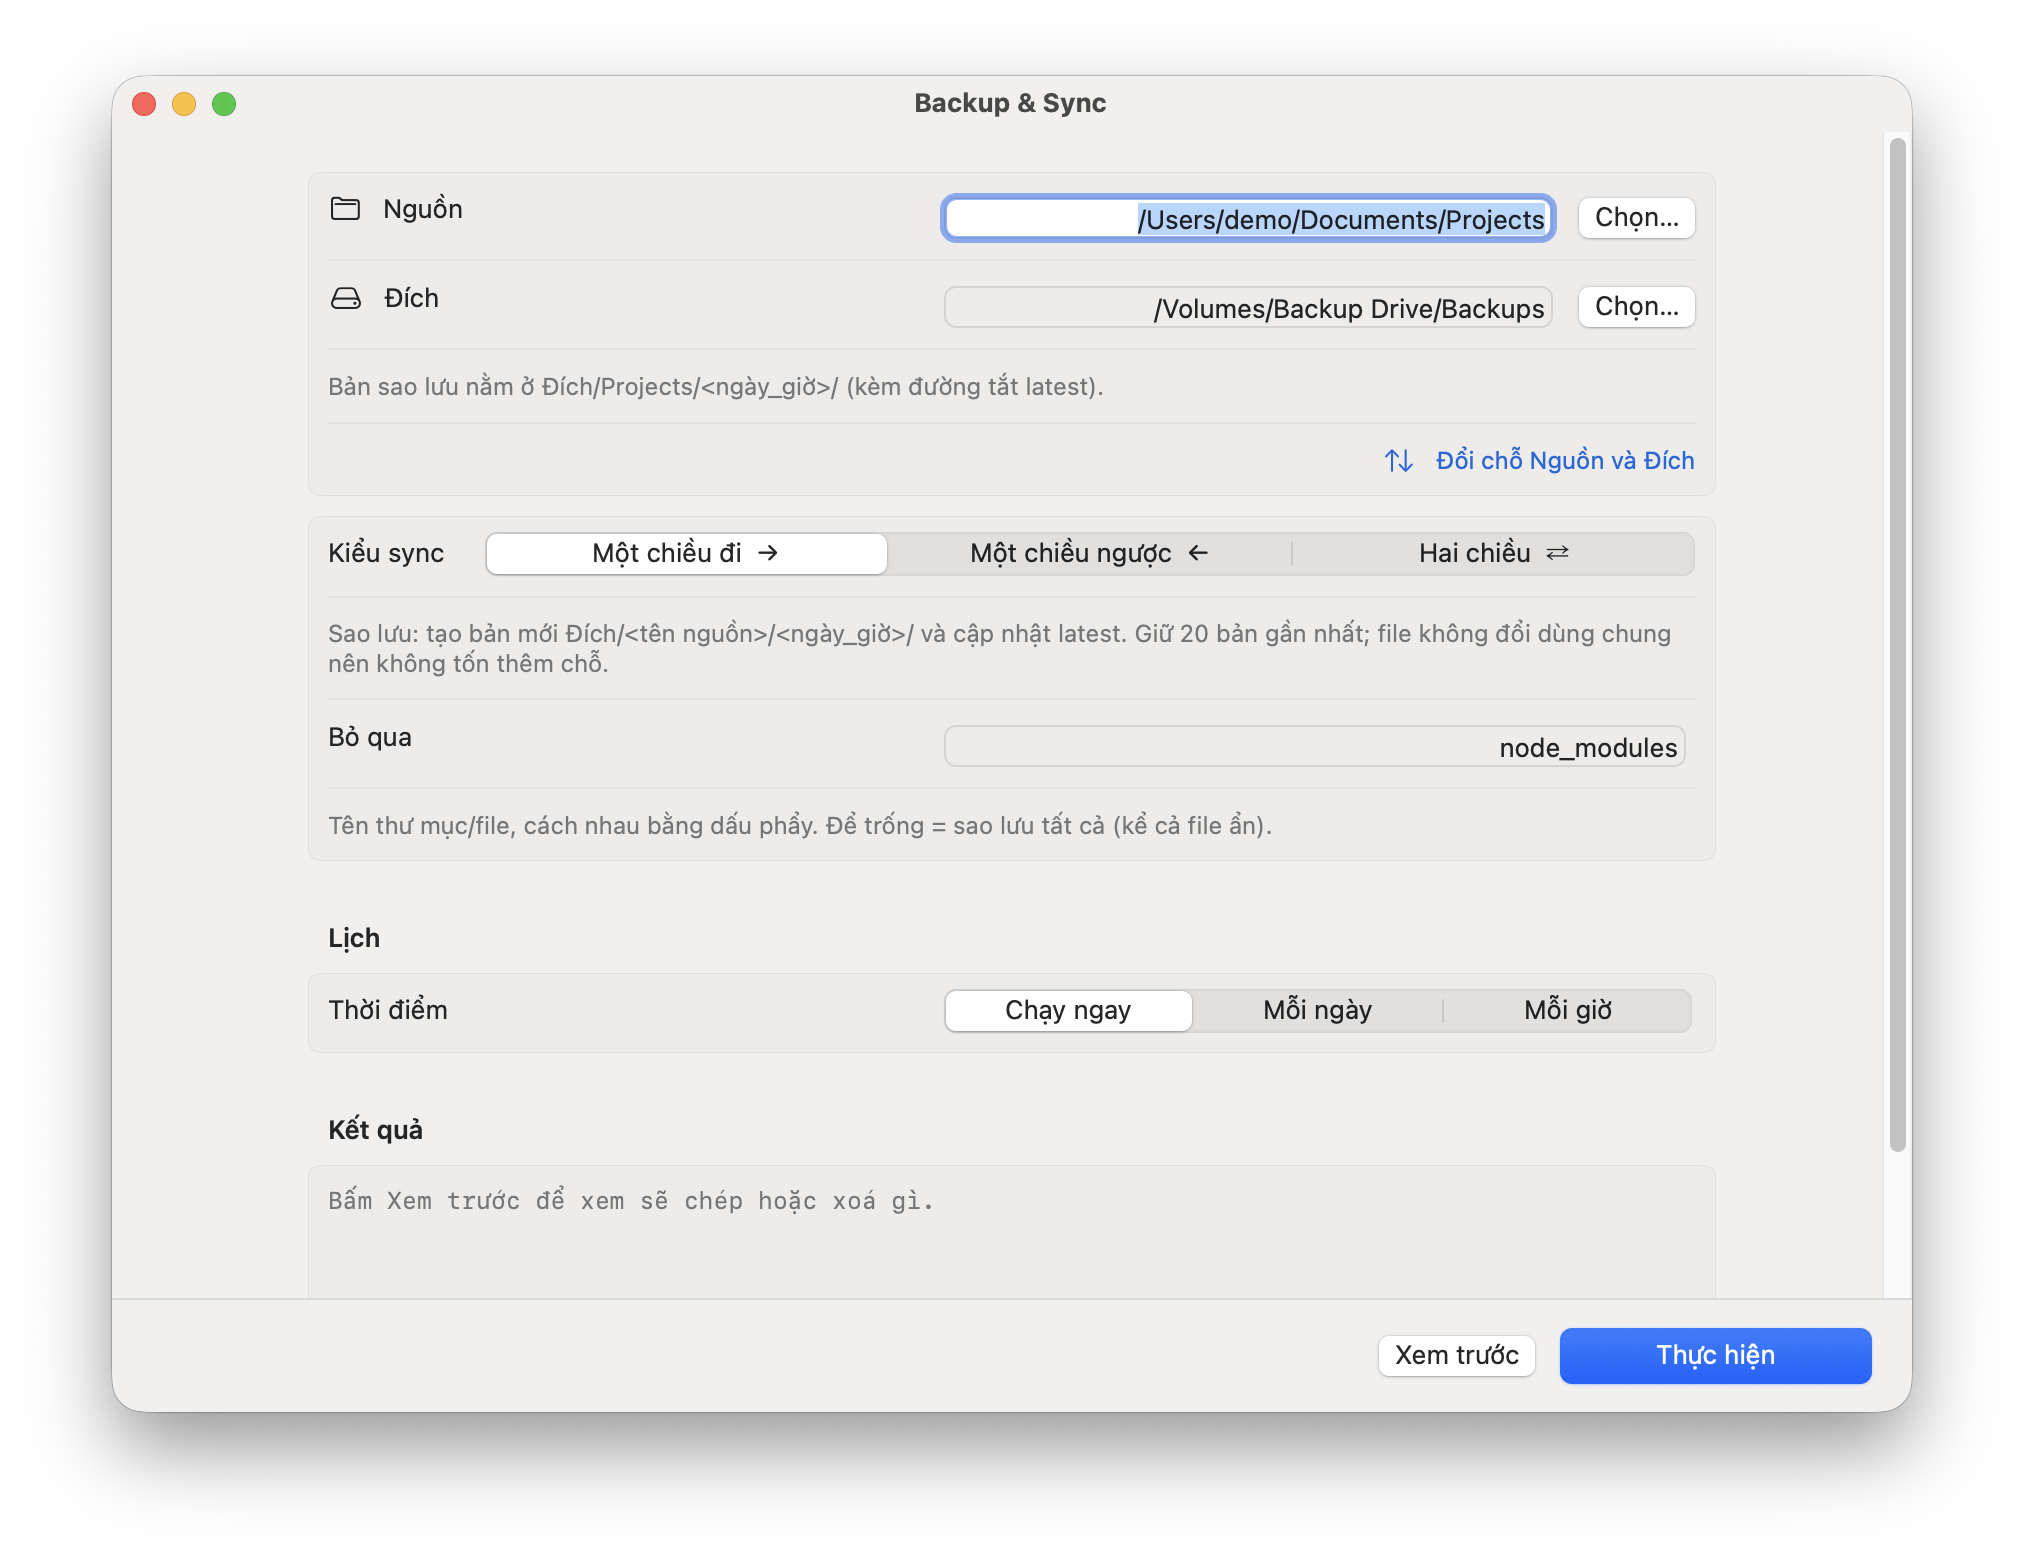 Backup & Sync
Nguồn
/Users/demo/Documents/Projects
Chọn...
Đích
/Volumes/Backup Drive/Backups
Chọn...
Bản sao lưu nằm ở Đích/Projects/<ngày_giờ>/ (kèm đường tắt latest).
↑↓ Đổi chỗ Nguồn và Đích
Kiểu sync
Một chiều đi →
Một chiều ngược ←
Hai chiều ⇄
Sao lưu: tạo bản mới Đích/<tên nguồn>/<ngày_giờ>/ và cập nhật latest. Giữ 20 bản gần nhất; file không đổi dùng chung
nên không tốn thêm chỗ.
Bỏ qua
node_modules
Tên thư mục/file, cách nhau bằng dấu phẩy. Để trống = sao lưu tất cả (kể cả file ẩn).
Lịch
Thời điểm
Chạy ngay
Mỗi ngày
Mỗi giờ
Kết quả
Bấm Xem trước để xem sẽ chép hoặc xoá gì.
Xem trước
Thực hiện